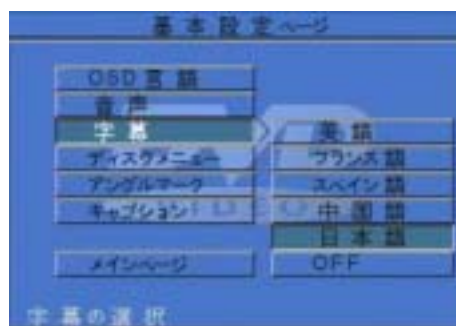 基本設定ページ
OSD言語
音声
字幕
ディスクメニュー
アングルマーク
キャプション
メインページ
英語
フランス語
スペイン語
中国語
日本語
OFF
字幕の選択